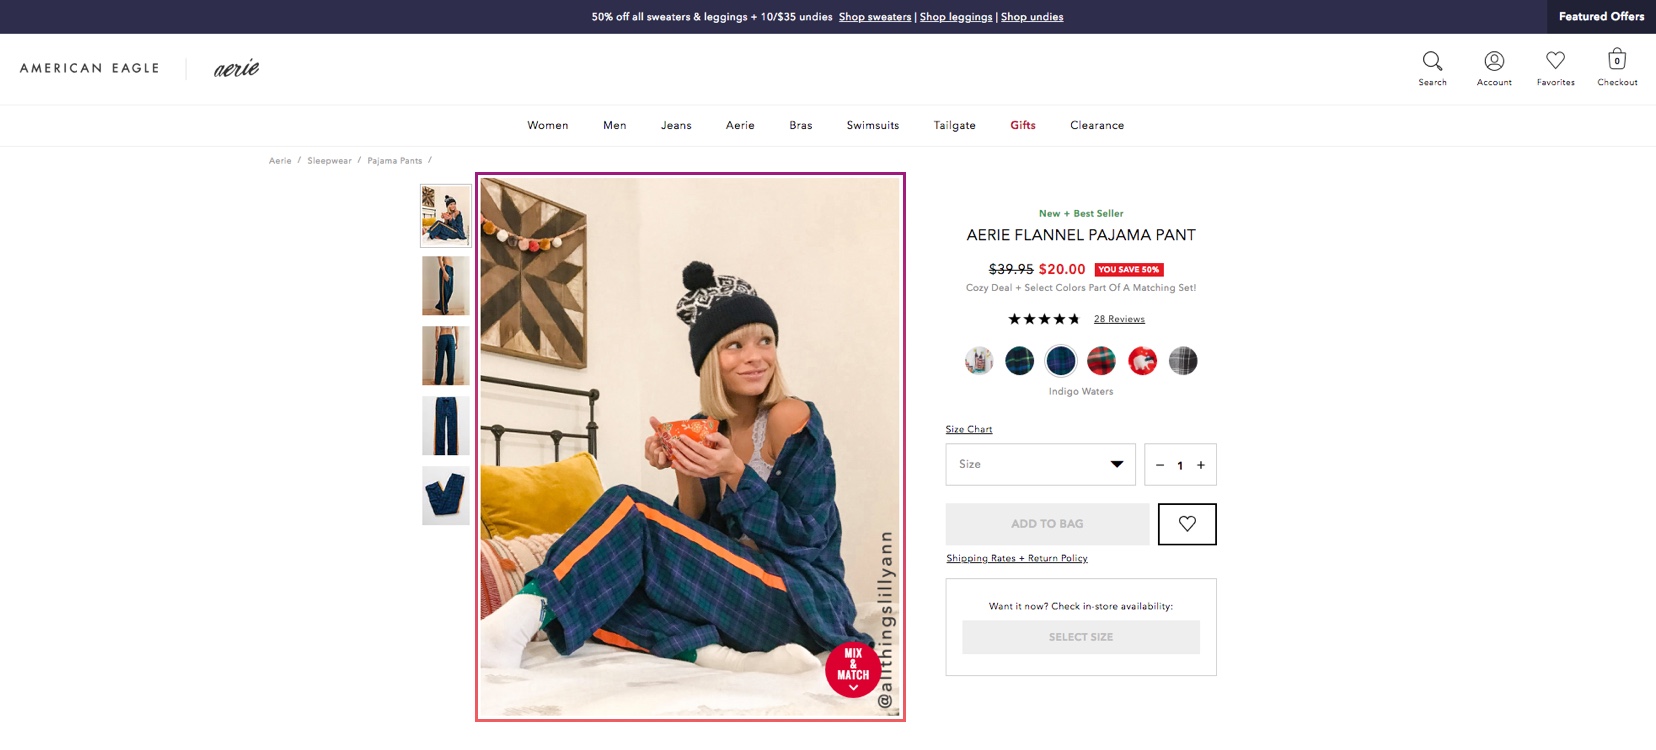 50% off all sweaters & leggings + 10/$35 undies Shop sweaters | Shop leggings | Shop undies
Featured Offers
AMERICAN EAGLE
aerie
Search
Account
Favorites
0
Checkout
Women
Men
Jeans
Aerie
Bras
Swimsuits
Tailgate
Gifts
Clearance
Aerie / Sleepwear / Pajama Pants /
New + Best Seller
AERIE FLANNEL PAJAMA PANT
$39.95 $20.00 YOU SAVE 50%
Cozy Deal + Select Colors Part Of A Matching Set!
28 Reviews
Indigo Waters
Size Chart
Size
− 1 +
ADD TO BAG
Shipping Rates + Return Policy
Want it now? Check in-store availability:
SELECT SIZE
@allthingslillyann
MIX
&
MATCH